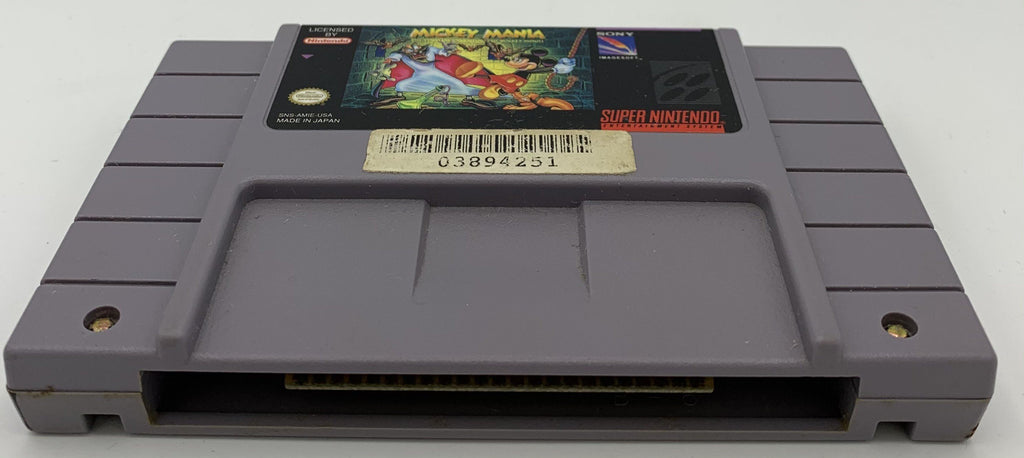 LICENSED
BY
Nintendo
MICKEY MANIA
SONY
IMAGESOFT
SNS-AMIE-USA
MADE IN JAPAN
SUPER NINTENDO
ENTERTAINMENT SYSTEM
03894251